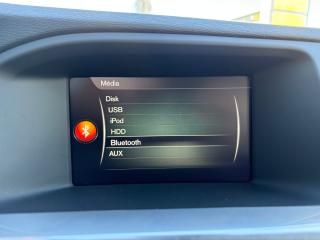 Média
Disk
USB
iPod
HDD
Bluetooth
AUX